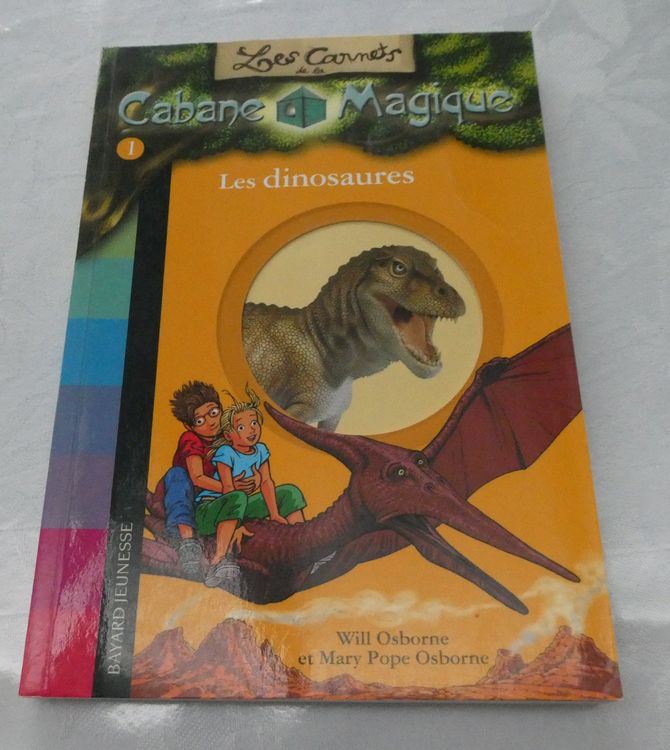 Les Carnets
de la
Cabane Magique
1
Les dinosaures
BAYARD JEUNESSE
Will Osborne
et Mary Pope Osborne